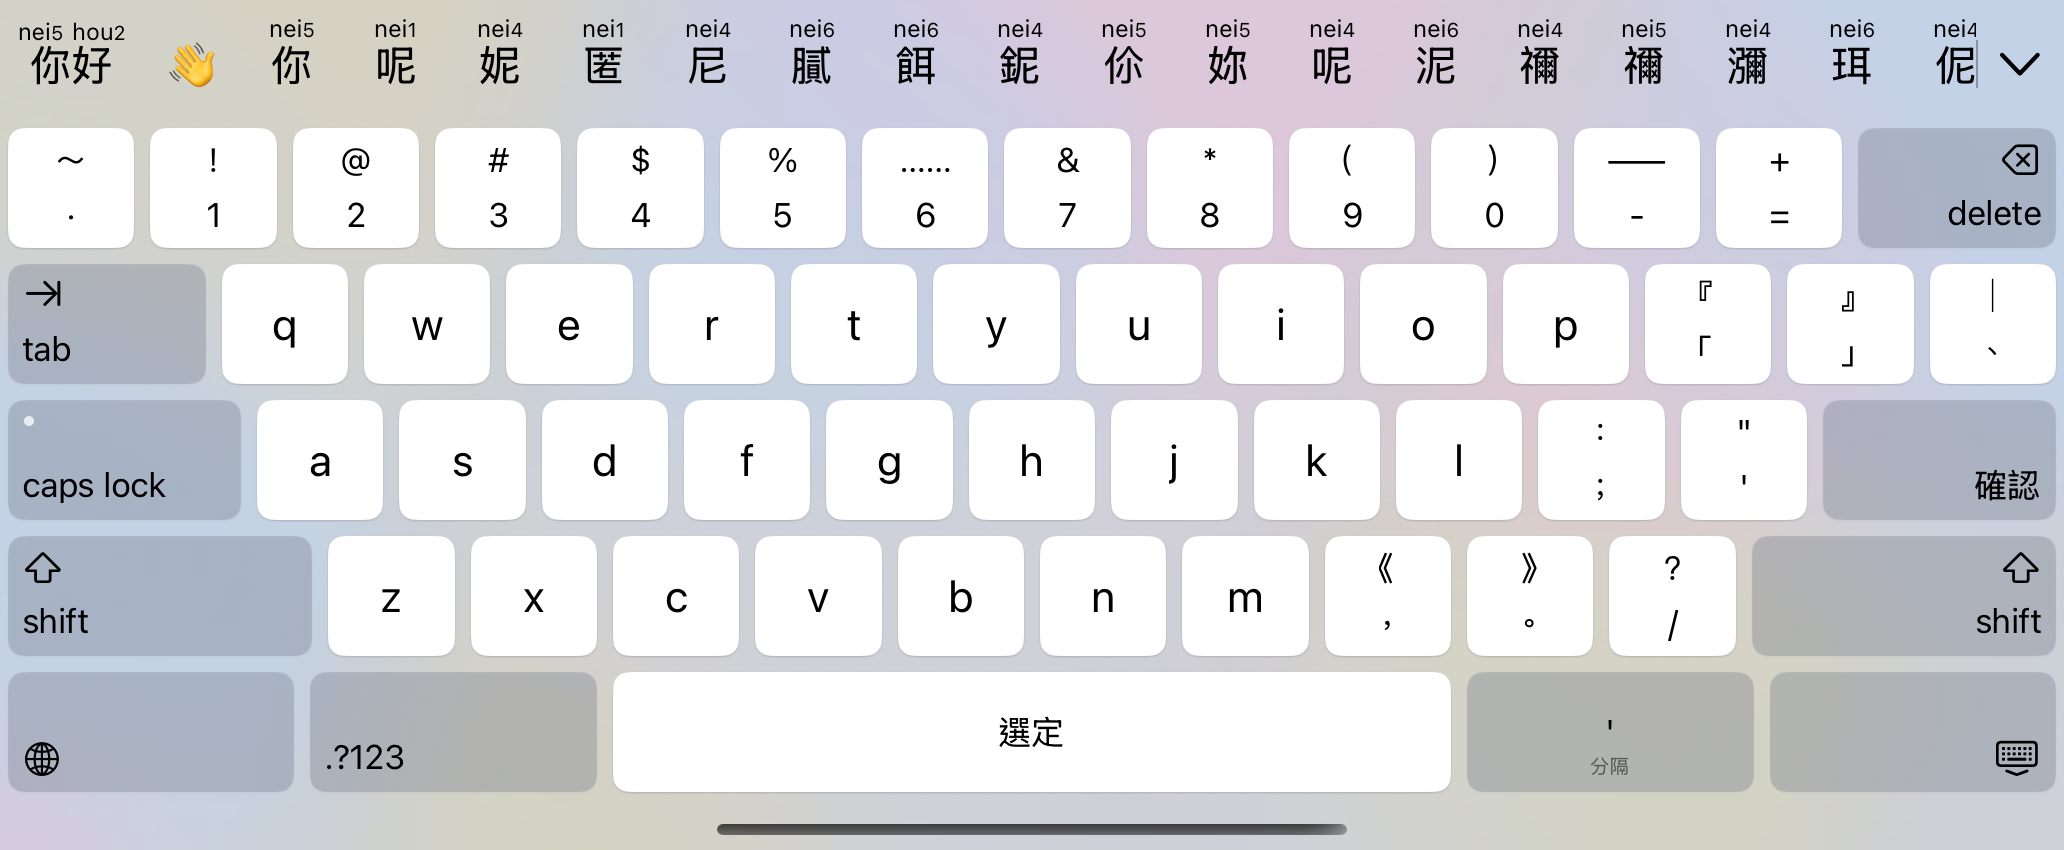 nei5 hou2 nei5 nei1 nei4 nei1 nei4 nei6 nei6 nei4 nei5 nei5 nei4 nei6 nei4 nei5 nei4 nei6 nei4
你好 👋 你 呢 妮 匿 尼 膩 餌 鈮 伱 妳 呢 泥 禰 禰 瀰 珥 伲
～ ! @ # $ % …… & * ( ) —— +
· 1 2 3 4 5 6 7 8 9 0 - = delete
tab q w e r t y u i o p 『 「 』 」 ｜ 、
caps lock a s d f g h j k l : ; " ' 確認
shift z x c v b n m 《 ， 》 。 ? / shift
.?123 選定 ' 分隔